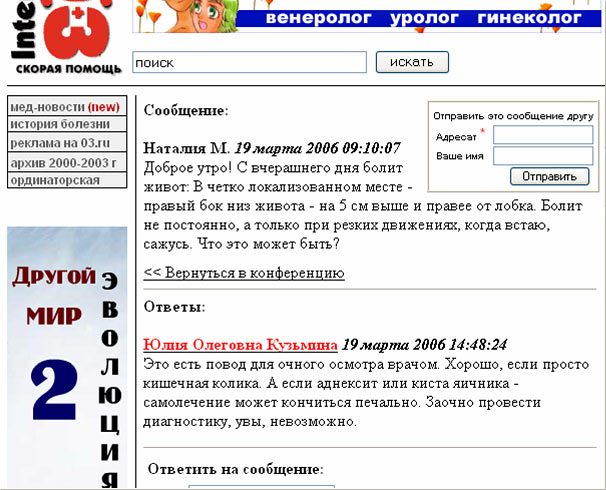 Inte
03
СКОРАЯ ПОМОЩЬ
венеролог уролог гинеколог
поиск
искать
мед-новости (new)
история болезни
реклама на 03.ru
архив 2000-2003 г
ординаторская
Другой
мир
2
эволюция
Сообщение:
Отправить это сообщение другу
Адресат *
Ваше имя
Отправить
Наталия М. 19 марта 2006 09:10:07
Доброе утро! С вчерашнего дня болит
живот: В четко локализованном месте -
правый бок низ живота - на 5 см выше и правее от лобка. Болит
не постоянно, а только при резких движениях, когда встаю,
сажусь. Что это может быть?
<< Вернуться в конференцию
Ответы:
Юлия Олеговна Кузьмина 19 марта 2006 14:48:24
Это есть повод для очного осмотра врачом. Хорошо, если просто
кишечная колика. А если аднексит или киста яичника -
самолечение может кончиться печально. Заочно провести
диагностику, увы, невозможно.
Ответить на сообщение: